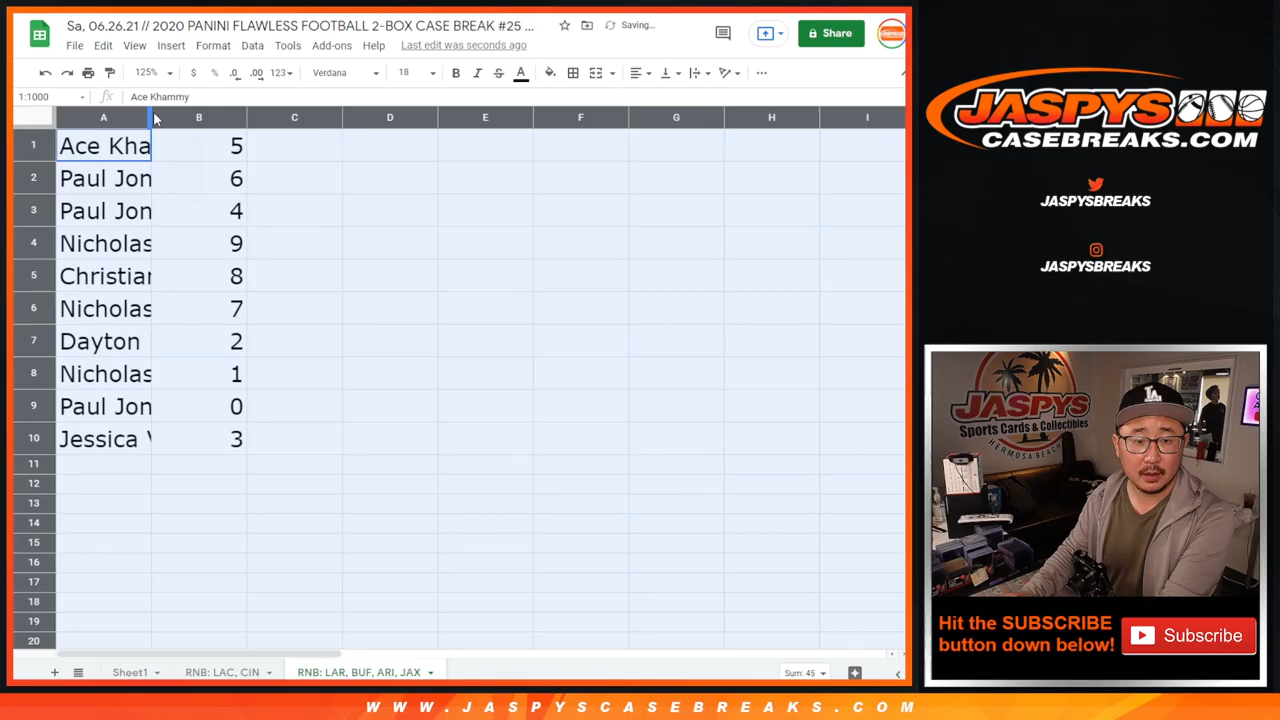 Sa, 06.26.21 // 2020 PANINI FLAWLESS FOOTBALL 2-BOX CASE BREAK #25 ...
Saving...
Share
File Edit View Insert Format Data Tools Add-ons Help Last edit was seconds ago
125% $ % .0 .00 123 Verdana 18 B I S A
1:1000 fx Ace Khammy
A B C D E F G H I
1 Ace Kha 5
2 Paul Jon 6
3 Paul Jon 4
4 Nicholas 9
5 Christian 8
6 Nicholas 7
7 Dayton 2
8 Nicholas 1
9 Paul Jon 0
10 Jessica 3
11
12
13
14
15
16
17
18
19
20
Sheet1 RNB: LAC, CIN RNB: LAR, BUF, ARI, JAX Sum: 45
JASPYS
CASEBREAKS.COM
JASPYSBREAKS
JASPYSBREAKS
JASPYS
Sports Cards & Collectibles
HERMOSA BEACH
LA
Hit the SUBSCRIBE
button down below!
Subscribe
WWW.JASPYSCASEBREAKS.COM